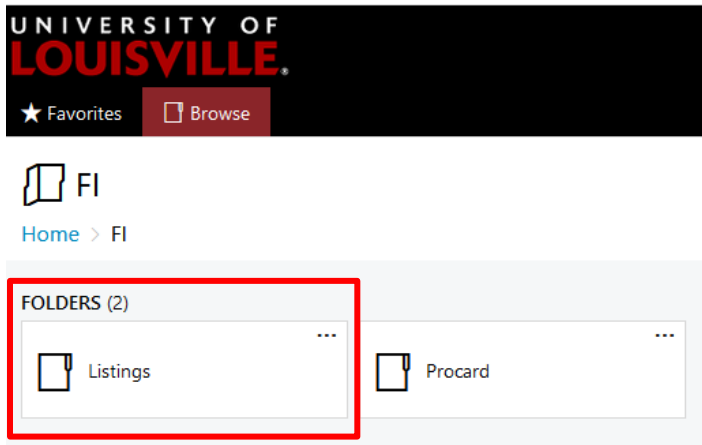 UNIVERSITY OF
LOUISVILLE.
Favorites Browse
FI
Home > FI
FOLDERS (2)
... ...
Listings Procard